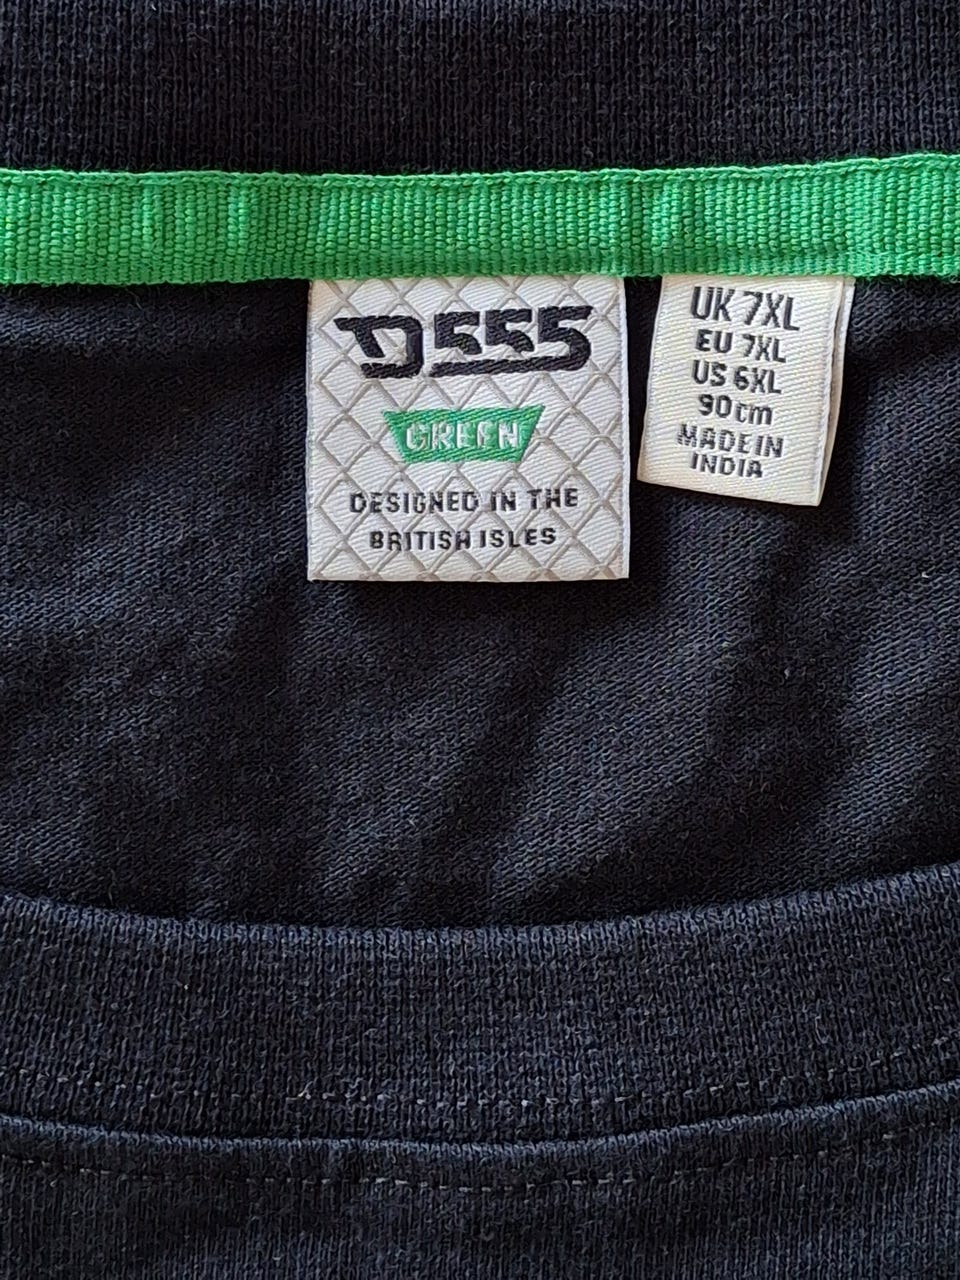 D555
GREEN
DESIGNED IN THE
BRITISH ISLES
UK 7XL
EU 7XL
US 6XL
90cm
MADE IN
INDIA